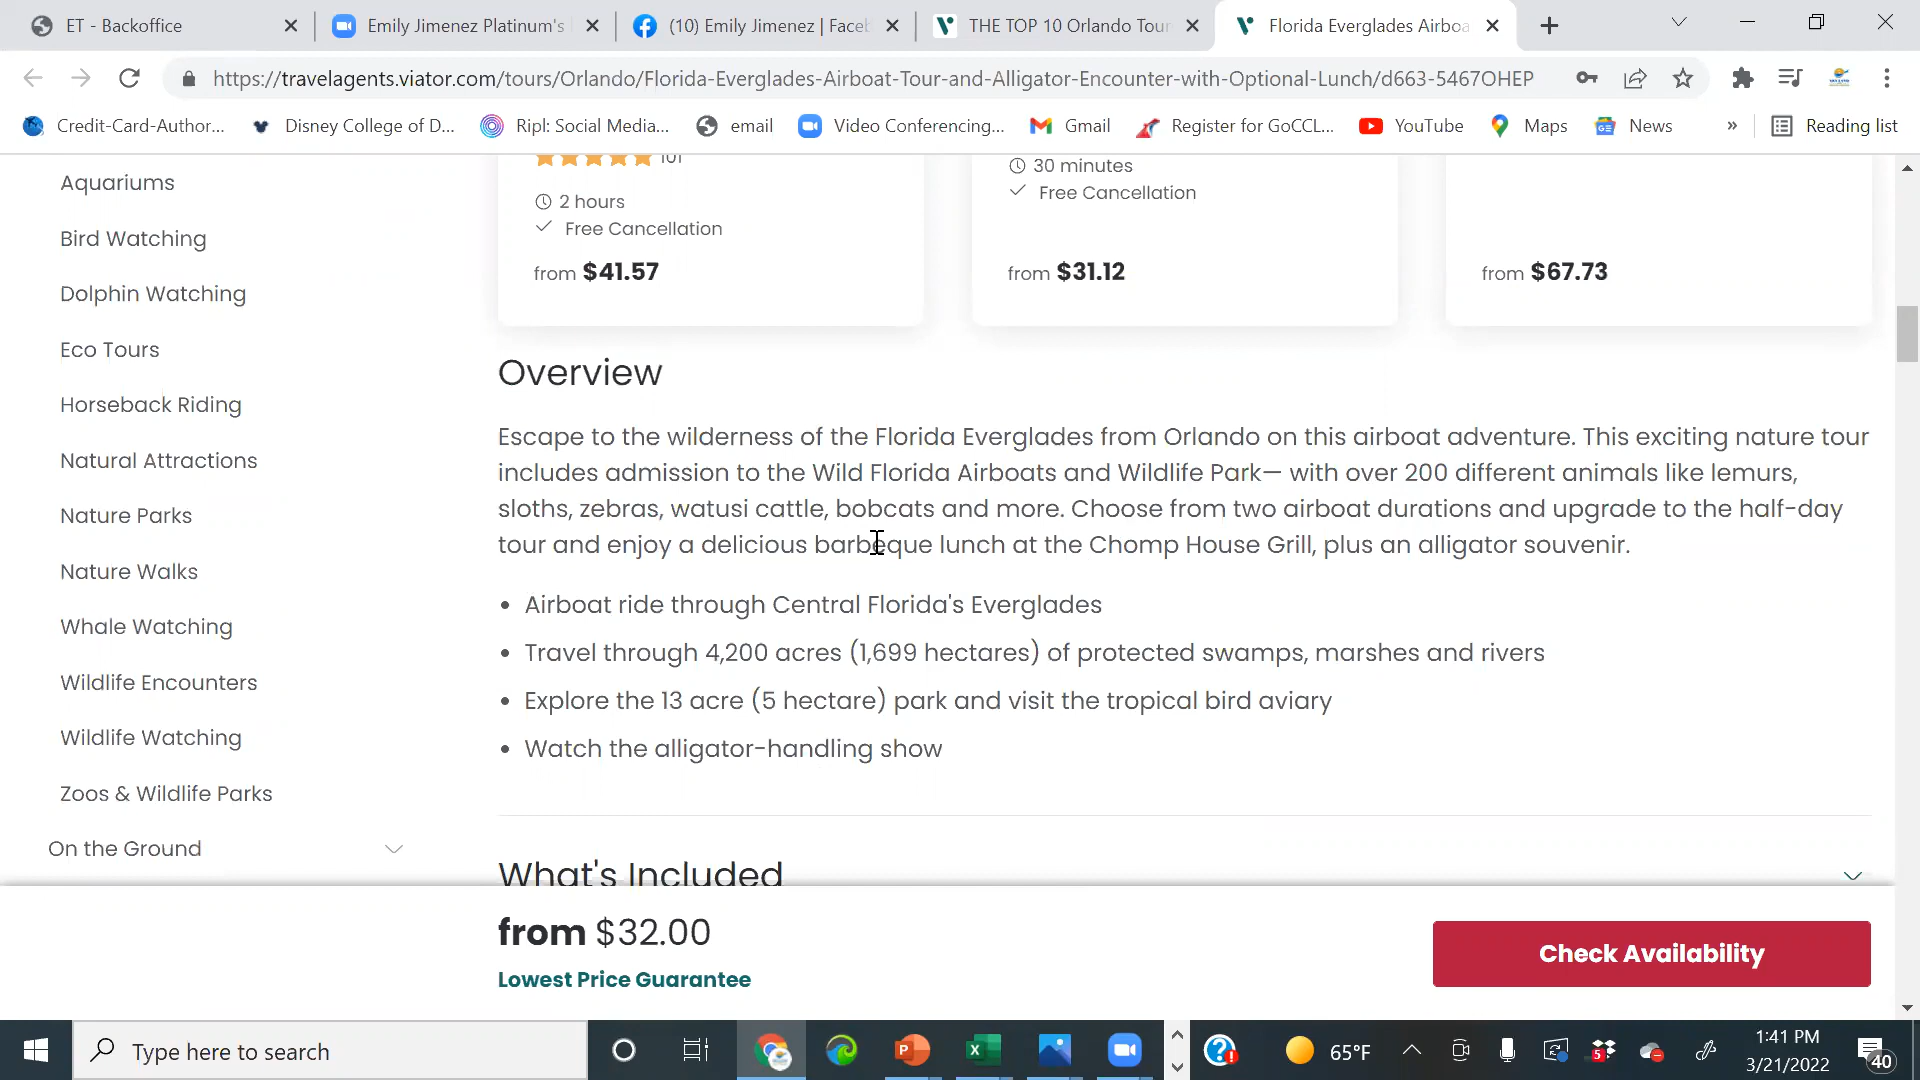 ET - Backoffice
Emily Jimenez Platinum's
(10) Emily Jimenez | Faceb
THE TOP 10 Orlando Tour
Florida Everglades Airboa
https://travelagents.viator.com/tours/Orlando/Florida-Everglades-Airboat-Tour-and-Alligator-Encounter-with-Optional-Lunch/d663-5467OHEP
Credit-Card-Author...
Disney College of D...
Ripl: Social Media...
email
Video Conferencing...
Gmail
Register for GoCCL...
YouTube
Maps
News
»
Reading list
Aquariums
Bird Watching
Dolphin Watching
Eco Tours
Horseback Riding
Natural Attractions
Nature Parks
Nature Walks
Whale Watching
Wildlife Encounters
Wildlife Watching
Zoos & Wildlife Parks
On the Ground
101
2 hours
Free Cancellation
from $41.57
30 minutes
Free Cancellation
from $31.12
from $67.73
Overview
Escape to the wilderness of the Florida Everglades from Orlando on this airboat adventure. This exciting nature tour
includes admission to the Wild Florida Airboats and Wildlife Park— with over 200 different animals like lemurs,
sloths, zebras, watusi cattle, bobcats and more. Choose from two airboat durations and upgrade to the half-day
tour and enjoy a delicious barbeque lunch at the Chomp House Grill, plus an alligator souvenir.
• Airboat ride through Central Florida's Everglades
• Travel through 4,200 acres (1,699 hectares) of protected swamps, marshes and rivers
• Explore the 13 acre (5 hectare) park and visit the tropical bird aviary
• Watch the alligator-handling show
What's Included
from $32.00
Lowest Price Guarantee
Check Availability
Type here to search
65°F
5
1:41 PM
3/21/2022
40